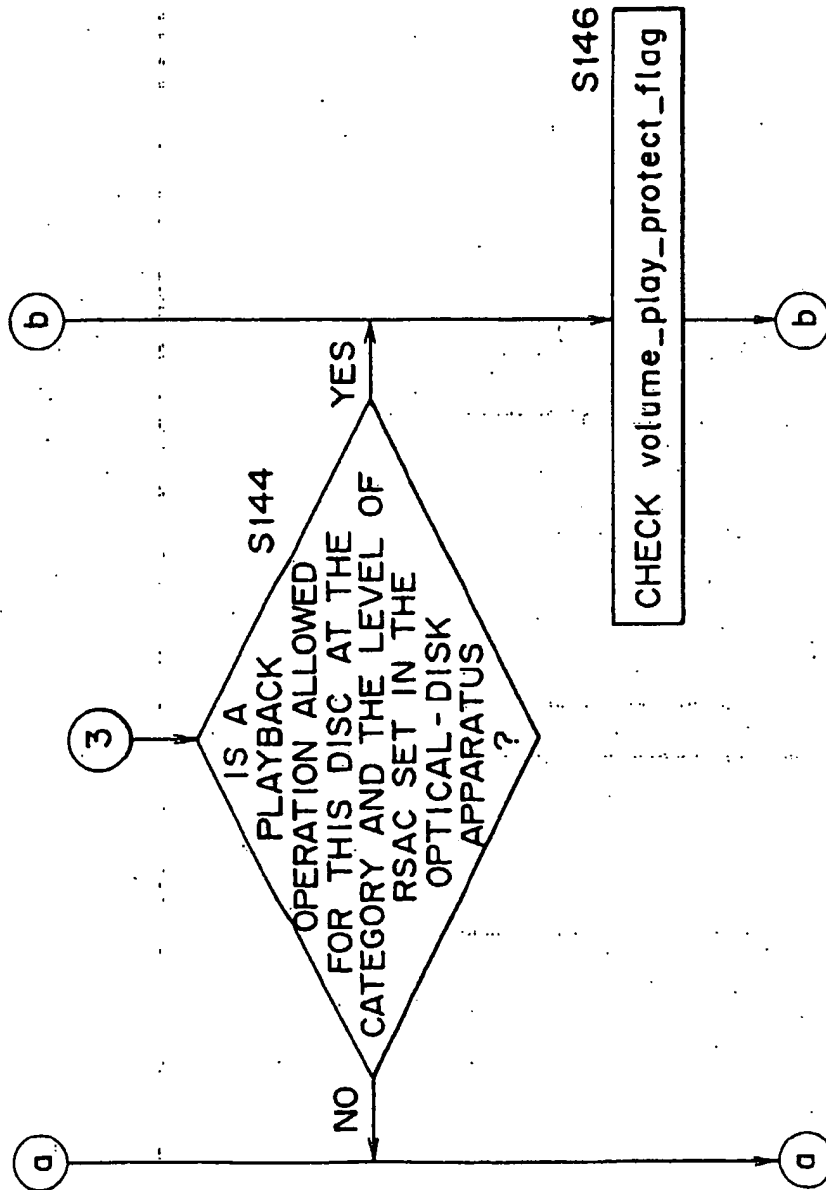 a
3
b
S144
IS A
PLAYBACK
OPERATION ALLOWED
FOR THIS DISC AT THE
CATEGORY AND THE LEVEL OF
RSAC SET IN THE
OPTICAL-DISK
APPARATUS
?
NO
YES
S146
CHECK volume_play_protect_flag
a
b